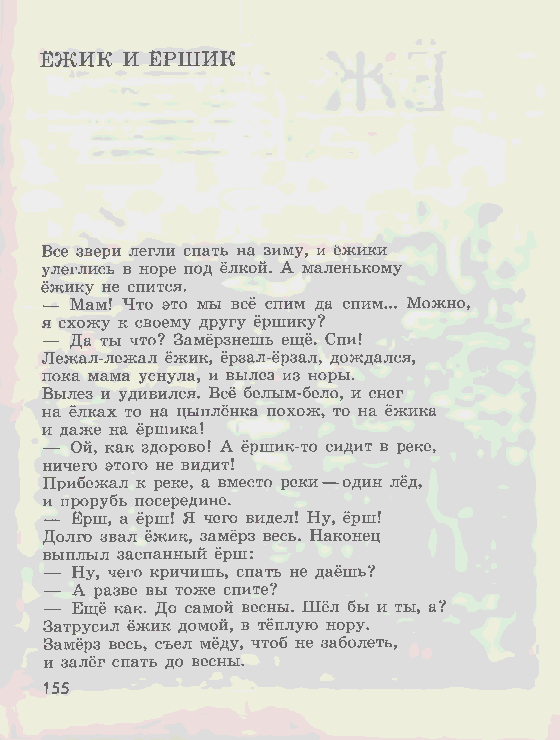 ЁЖИК И ЁРШИК
Все звери легли спать на зиму, и ёжики
улеглись в норе под ёлкой. А маленькому
ёжику не спится.
— Мам! Что это мы всё спим да спим... Можно,
я схожу к своему другу ёршику?
— Да ты что? Замёрзнешь ещё. Спи!
Лежал-лежал ёжик, ёрзал-ёрзал, дождался,
пока мама уснула, и вылез из норы.
Вылез и удивился. Всё белым-бело, и снег
на ёлках то на цыплёнка похож, то на ёжика
и даже на ёршика!
— Ой, как здорово! А ёршик-то сидит в реке,
ничего этого не видит!
Прибежал к реке, а вместо реки — один лёд,
и прорубь посередине.
— Ёрш, а ёрш! Я чего видел! Ну, ёрш!
Долго звал ёжик, замёрз весь. Наконец
выплыл заспанный ёрш:
— Ну, чего кричишь, спать не даёшь?
— А разве вы тоже спите?
— Ещё как. До самой весны. Шёл бы и ты, а?
Затрусил ёжик домой, в тёплую нору.
Замёрз весь, съел мёду, чтоб не заболеть,
и залёг спать до весны.
155